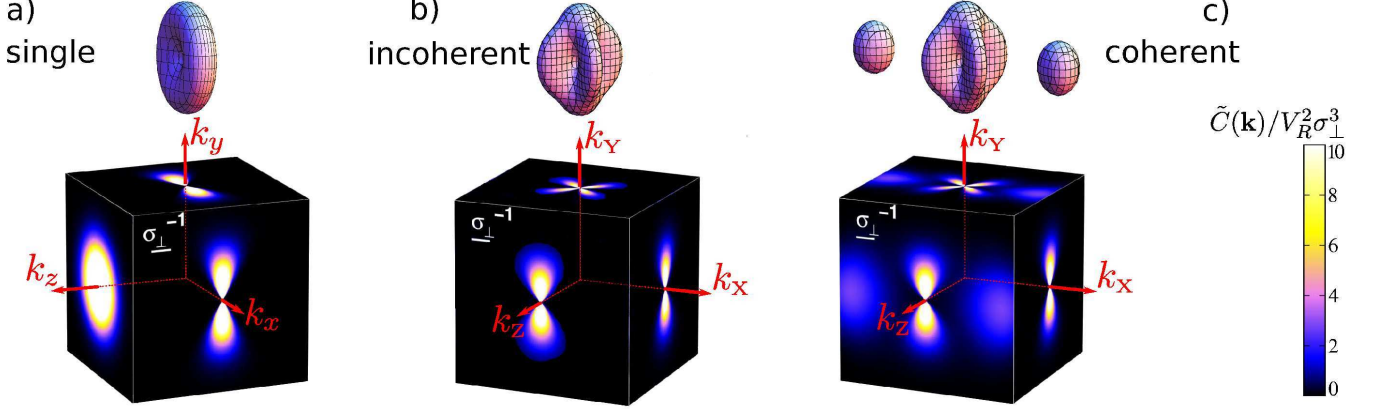 a)
single
k_y
σ_⊥^{-1}
k_z
k_x
b)
incoherent
k_Y
σ_⊥^{-1}
k_X
k_Z
c)
coherent
k_Y
σ_⊥^{-1}
k_X
k_Z
C̃(k)/V_R^2σ_⊥^3
10
8
6
4
2
0